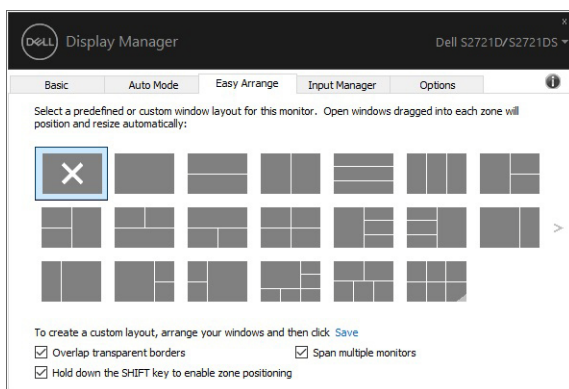 x
DELL Display Manager Dell S2721D/S2721DS
Basic Auto Mode Easy Arrange Input Manager Options i
Select a predefined or custom window layout for this monitor. Open windows dragged into each zone will
position and resize automatically:
To create a custom layout, arrange your windows and then click Save
Overlap transparent borders Span multiple monitors
Hold down the SHIFT key to enable zone positioning